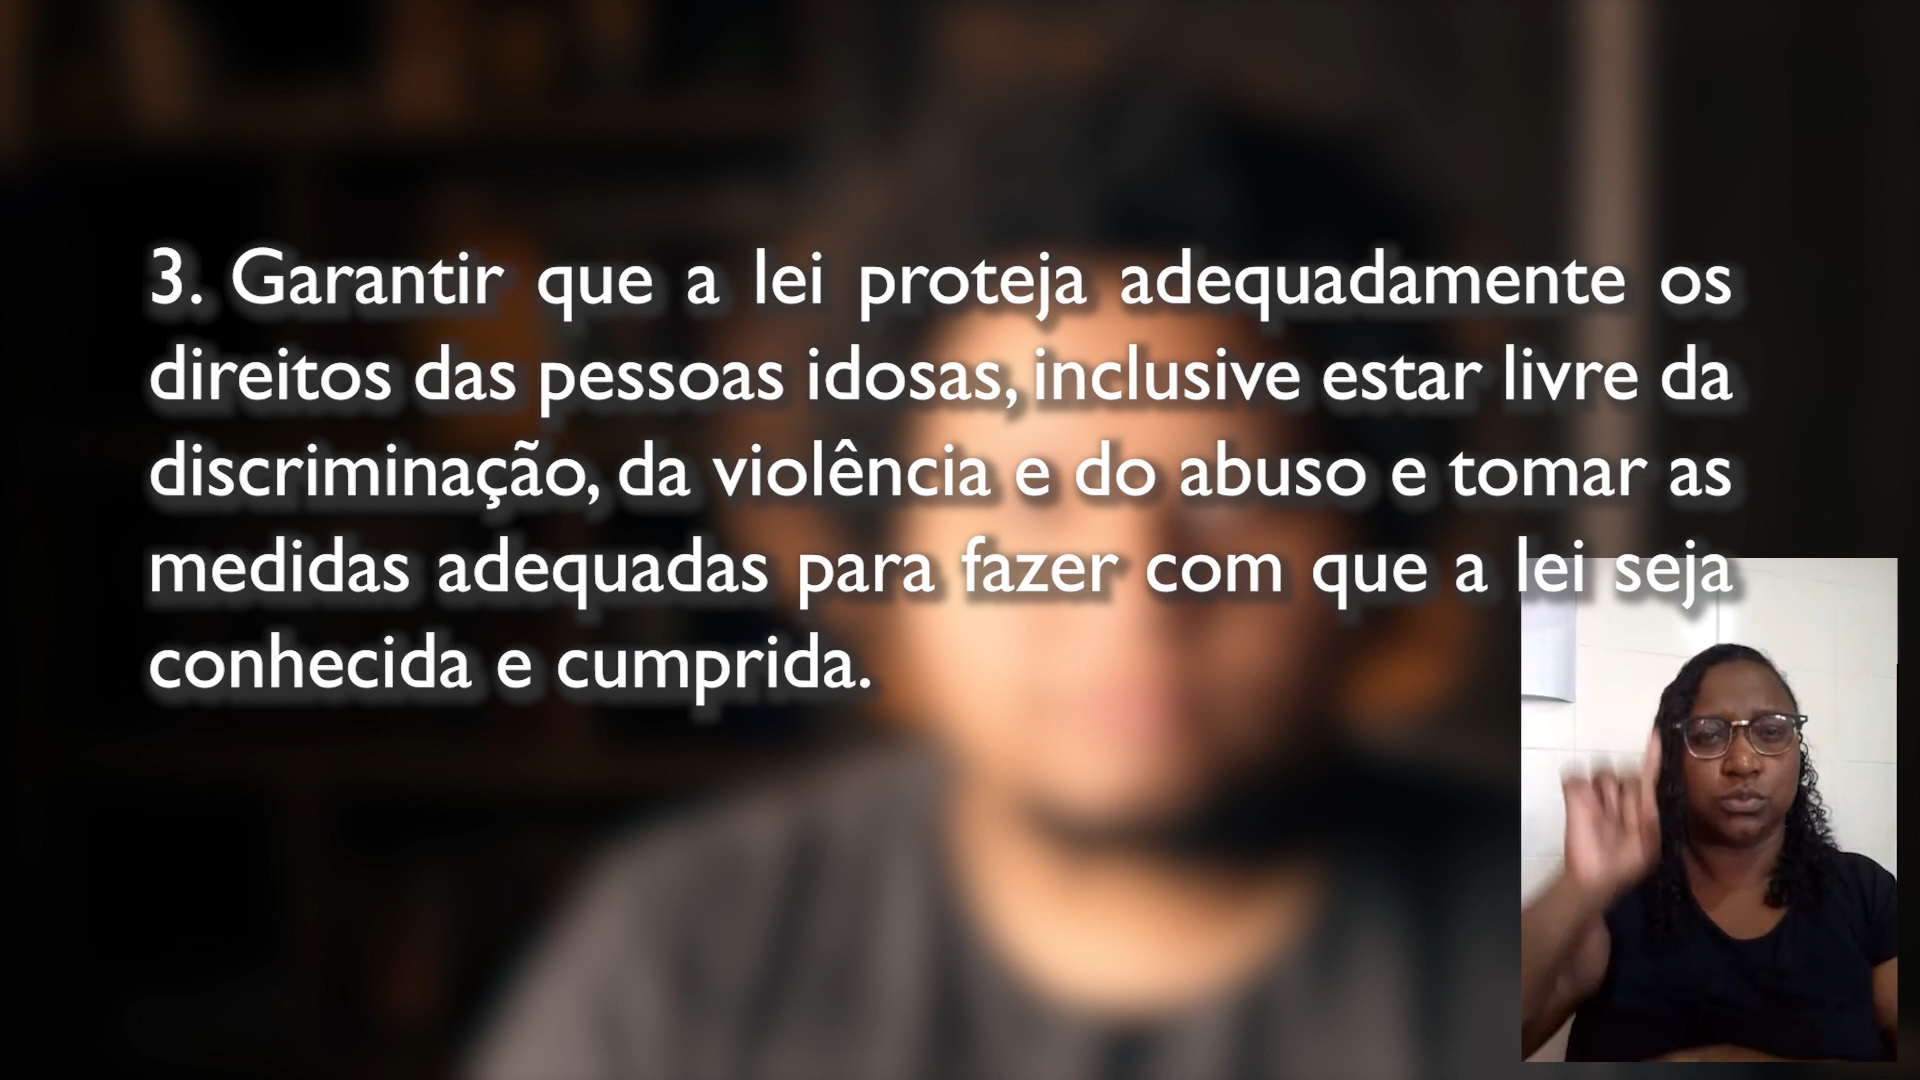 3. Garantir que a lei proteja adequadamente os
direitos das pessoas idosas, inclusive estar livre da
discriminação, da violência e do abuso e tomar as
medidas adequadas para fazer com que a lei seja
conhecida e cumprida.